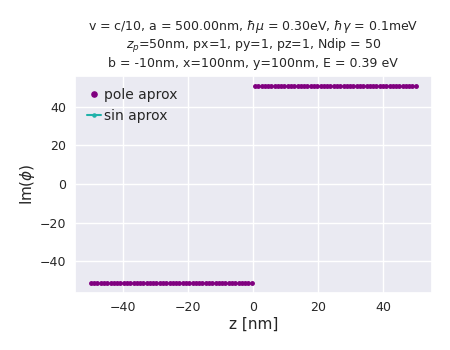 v = c/10, a = 500.00nm, ℏμ = 0.30eV, ℏγ = 0.1meV
zₚ=50nm, px=1, py=1, pz=1, Ndip = 50
b = -10nm, x=100nm, y=100nm, E = 0.39 eV
pole aprox
sin aprox
40
20
0
−20
−40
Im(ϕ)
−40 −20 0 20 40
z [nm]